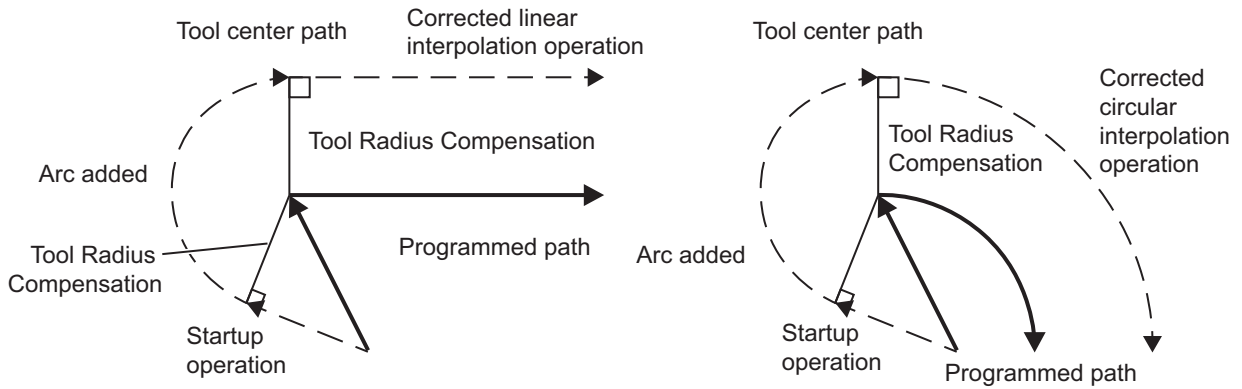 Tool center path
Corrected linear
interpolation operation
Tool Radius Compensation
Arc added
Tool Radius
Compensation
Programmed path
Startup
operation
Tool center path
Corrected
circular
interpolation
operation
Tool Radius
Compensation
Arc added
Startup
operation
Programmed path